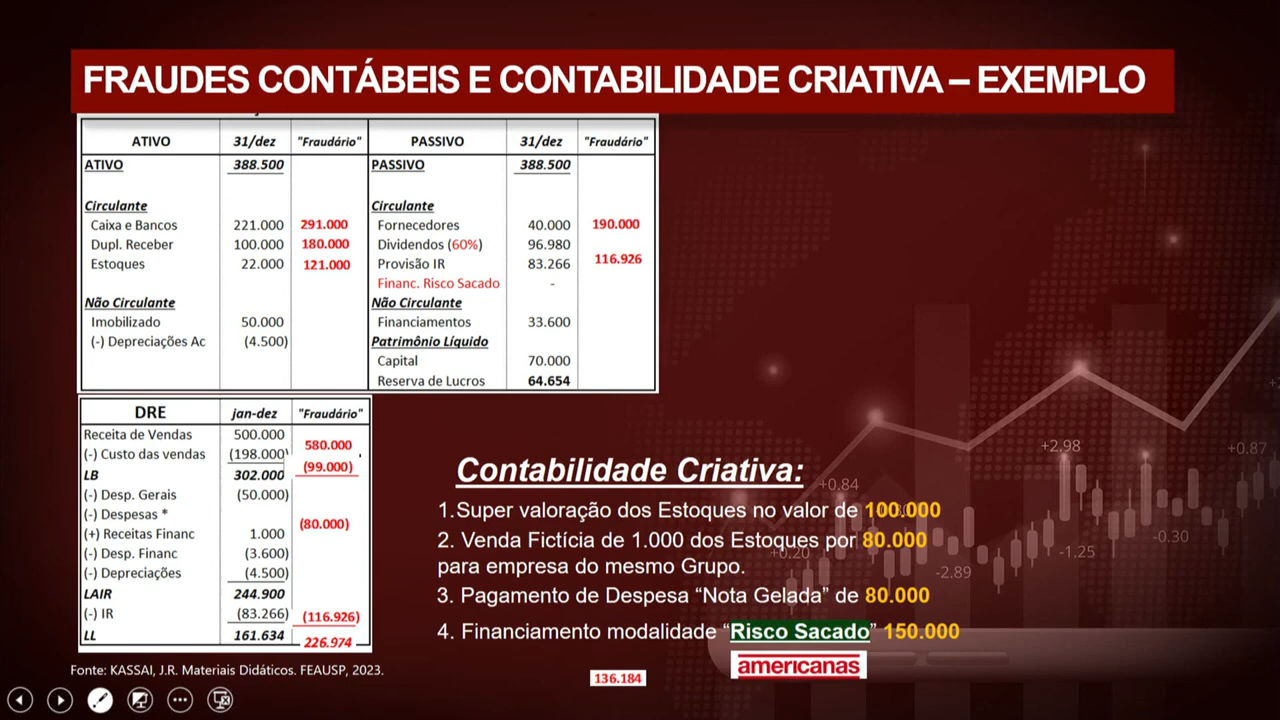 FRAUDES CONTÁBEIS E CONTABILIDADE CRIATIVA – EXEMPLO
ATIVO 31/dez "Fraudário" PASSIVO 31/dez "Fraudário"
ATIVO 388.500 PASSIVO 388.500
Circulante Circulante
Caixa e Bancos 221.000 291.000 Fornecedores 40.000 190.000
Dupl. Receber 100.000 180.000 Dividendos (60%) 96.980
Estoques 22.000 121.000 Provisão IR 83.266 116.926
Financ. Risco Sacado -
Não Circulante Não Circulante
Imobilizado 50.000 Financiamentos 33.600
(-) Depreciações Ac (4.500) Patrimônio Líquido
Capital 70.000
Reserva de Lucros 64.654
DRE jan-dez "Fraudário"
Receita de Vendas 500.000 580.000
(-) Custo das vendas (198.000) (99.000)
LB 302.000
(-) Desp. Gerais (50.000)
(-) Despesas * (80.000)
(+) Receitas Financ 1.000
(-) Desp. Financ (3.600)
(-) Depreciações (4.500)
LAIR 244.900
(-) IR (83.266) (116.926)
LL 161.634 226.974
Contabilidade Criativa:
1.Super valoração dos Estoques no valor de 100.000
2. Venda Fictícia de 1.000 dos Estoques por 80.000
para empresa do mesmo Grupo.
3. Pagamento de Despesa “Nota Gelada” de 80.000
4. Financiamento modalidade “Risco Sacado” 150.000
americanas
136.184
Fonte: KASSAI, J.R. Materiais Didáticos. FEAUSP, 2023.
+0.84
+0.20
-2.89
+2.98
-1.25
-0.30
+0.87